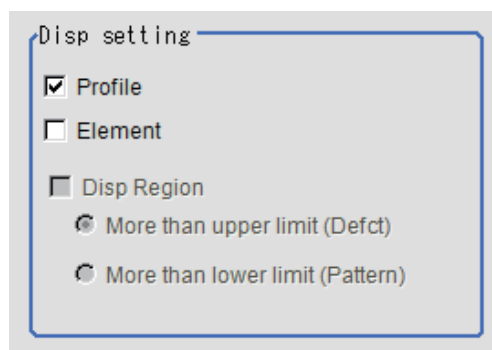 Disp setting
Profile
Element
Disp Region
More than upper limit (Defct)
More than lower limit (Pattern)